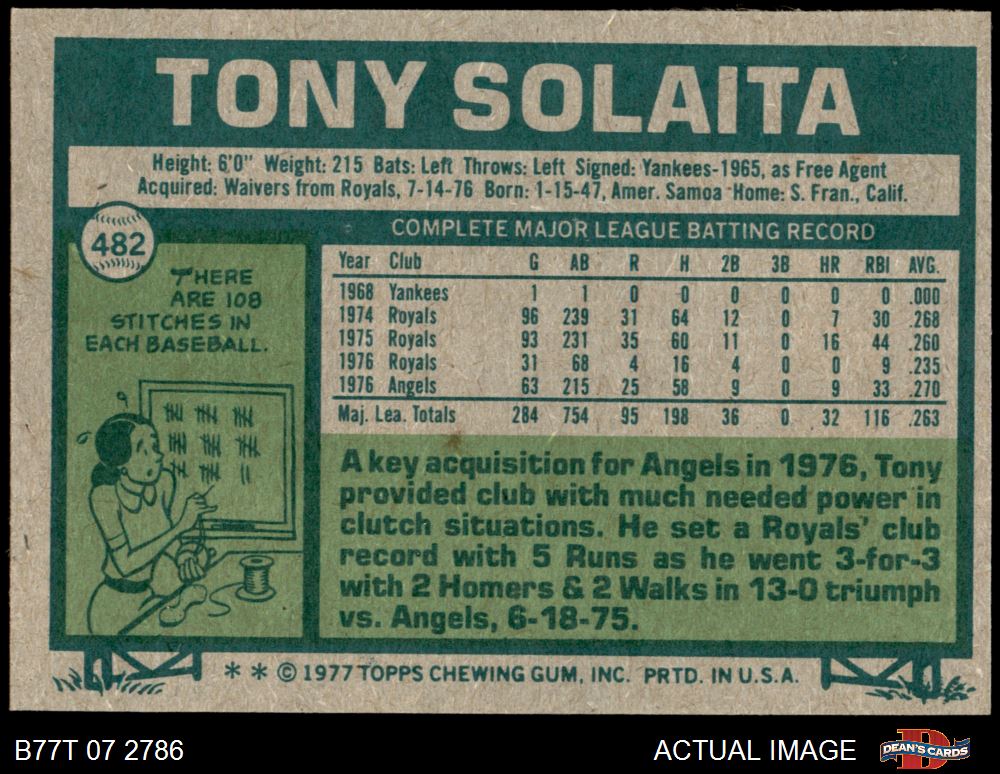 TONY SOLAITA
Height: 6'0" Weight: 215 Bats: Left Throws: Left Signed: Yankees-1965, as Free Agent
Acquired: Waivers from Royals, 7-14-76 Born: 1-15-47, Amer. Samoa Home: S. Fran., Calif.
482
THERE
ARE 108
STITCHES IN
EACH BASEBALL.
COMPLETE MAJOR LEAGUE BATTING RECORD
Year Club G AB R H 2B 3B HR RBI AVG.
1968 Yankees 1 1 0 0 0 0 0 0 .000
1974 Royals 96 239 31 64 12 0 7 30 .268
1975 Royals 93 231 35 60 11 0 16 44 .260
1976 Royals 31 68 4 16 4 0 0 9 .235
1976 Angels 63 215 25 58 9 0 9 33 .270
Maj. Lea. Totals 284 754 95 198 36 0 32 116 .263
A key acquisition for Angels in 1976, Tony
provided club with much needed power in
clutch situations. He set a Royals' club
record with 5 Runs as he went 3-for-3
with 2 Homers & 2 Walks in 13-0 triumph
vs. Angels, 6-18-75.
* * © 1977 TOPPS CHEWING GUM, INC. PRTD. IN U.S.A.
B77T 07 2786 ACTUAL IMAGE
B
DEAN'S CARDS